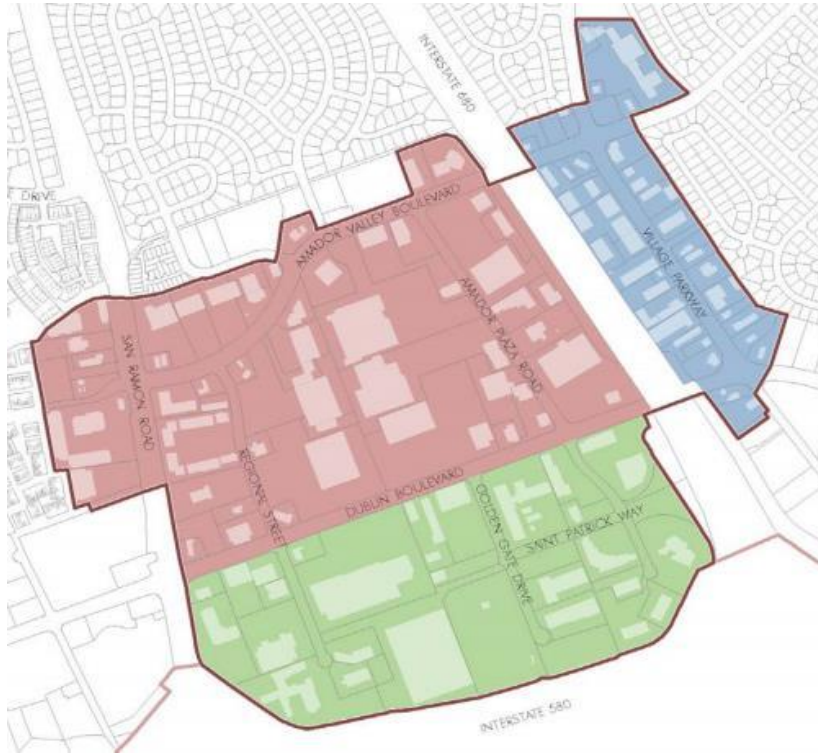 INTERSTATE 680
DRIVE
AMADOR VALLEY BOULEVARD
VILLAGE PARKWAY
AMADOR PLAZA ROAD
SAN RAMON ROAD
REGIONAL STREET
DUBLIN BOULEVARD
GOLDEN GATE DRIVE
SAINT PATRICK WAY
INTERSTATE 580